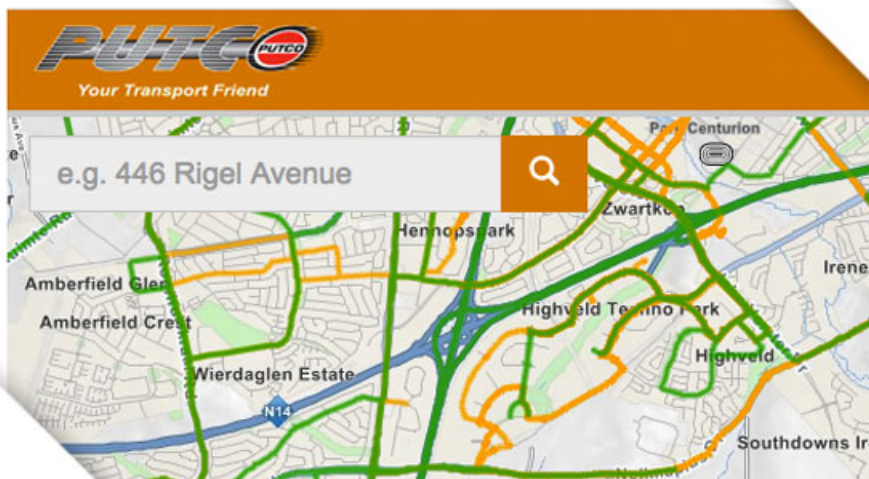 PUTCO
PUTCO
Your Transport Friend
e.g. 446 Rigel Avenue
Centurion
Zwartkop
Hennopspark
Irene
Amberfield Glen
Highveld Techno Park
Amberfield Crest
Highveld
Wierdaglen Estate
N14
Southdowns Ir